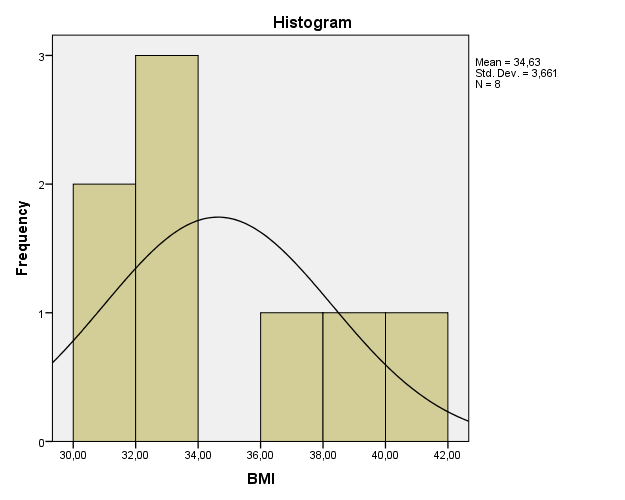 Histogram
Mean = 34,63
Std. Dev. = 3,661
N = 8
Frequency
3
2
1
0
30,00 32,00 34,00 36,00 38,00 40,00 42,00
BMI